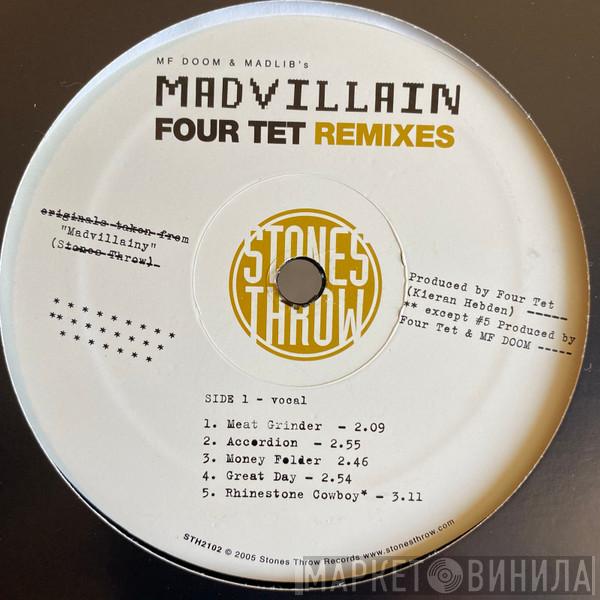 MF DOOM & MADLIB's
MADVILLAIN
FOUR TET REMIXES
originals taken from
"Madvillainy"
(Stones Throw)
STONES
THROW
Produced by Four Tet
(Kieran Hebden) ------
** except #5 Produced by
Four Tet & MF DOOM -----
* * * * * * * *
** * * * * * * *
* * * * * * * *
* * * *
SIDE 1 - vocal
1. Meat Grinder - 2.09
2. Accordion - 2.55
3. Money Folder 2.46
4. Great Day - 2.54
5. Rhinestone Cowboy* - 3.11
STH2102 © 2005 Stones Throw Records www.stonesthrow.com
МАРКЕТ ВИНИЛА